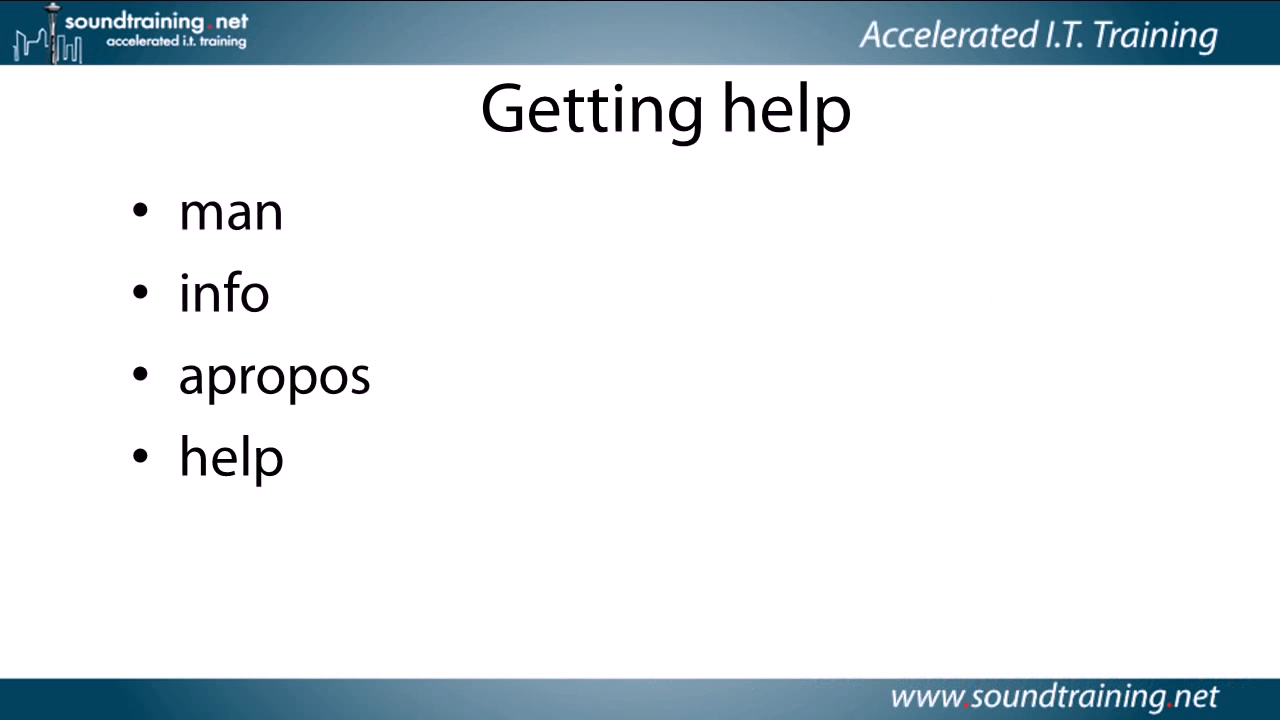 soundtraining.net
accelerated i.t. training
Accelerated I.T. Training
Getting help
• man
• info
• apropos
• help
www.soundtraining.net